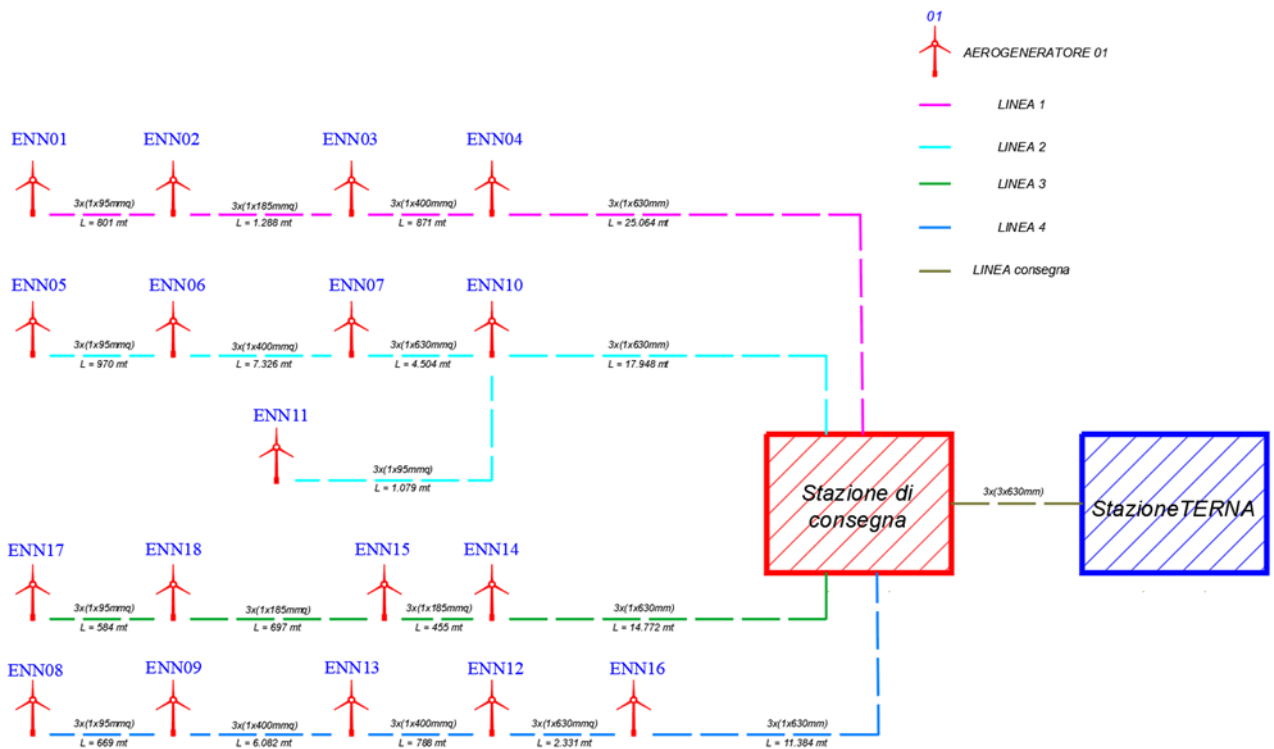 01
AEROGENERATORE 01
LINEA 1
LINEA 2
LINEA 3
LINEA 4
LINEA consegna
ENN01 ENN02 ENN03 ENN04
3x(1x95mmq) 3x(1x185mmq) 3x(1x400mmq) 3x(1x630mm)
L = 801 mt L = 1.288 mt L = 871 mt L = 25.064 mt
ENN05 ENN06 ENN07 ENN10
3x(1x95mmq) 3x(1x400mmq) 3x(1x630mmq) 3x(1x630mm)
L = 970 mt L = 7.326 mt L = 4.504 mt L = 17.948 mt
ENN11
3x(1x95mmq)
L = 1.079 mt
Stazione di
consegna
3x(3x630mm)
StazioneTERNA
ENN17 ENN18 ENN15 ENN14
3x(1x95mmq) 3x(1x185mmq) 3x(1x185mmq) 3x(1x630mm)
L = 584 mt L = 697 mt L = 455 mt L = 14.772 mt
ENN08 ENN09 ENN13 ENN12 ENN16
3x(1x95mmq) 3x(1x400mmq) 3x(1x400mmq) 3x(1x630mmq) 3x(1x630mm)
L = 669 mt L = 6.082 mt L = 788 mt L = 2.331 mt L = 11.384 mt